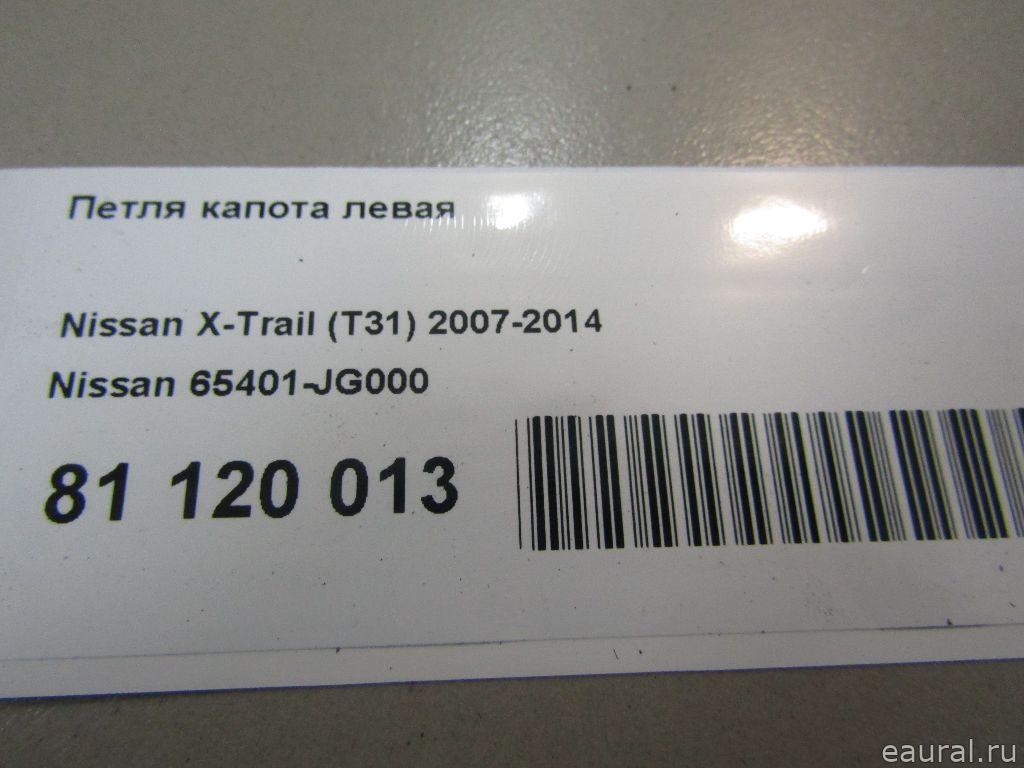 Петля капота левая
Nissan X-Trail (T31) 2007-2014
Nissan 65401-JG000
81 120 013
eaural.ru